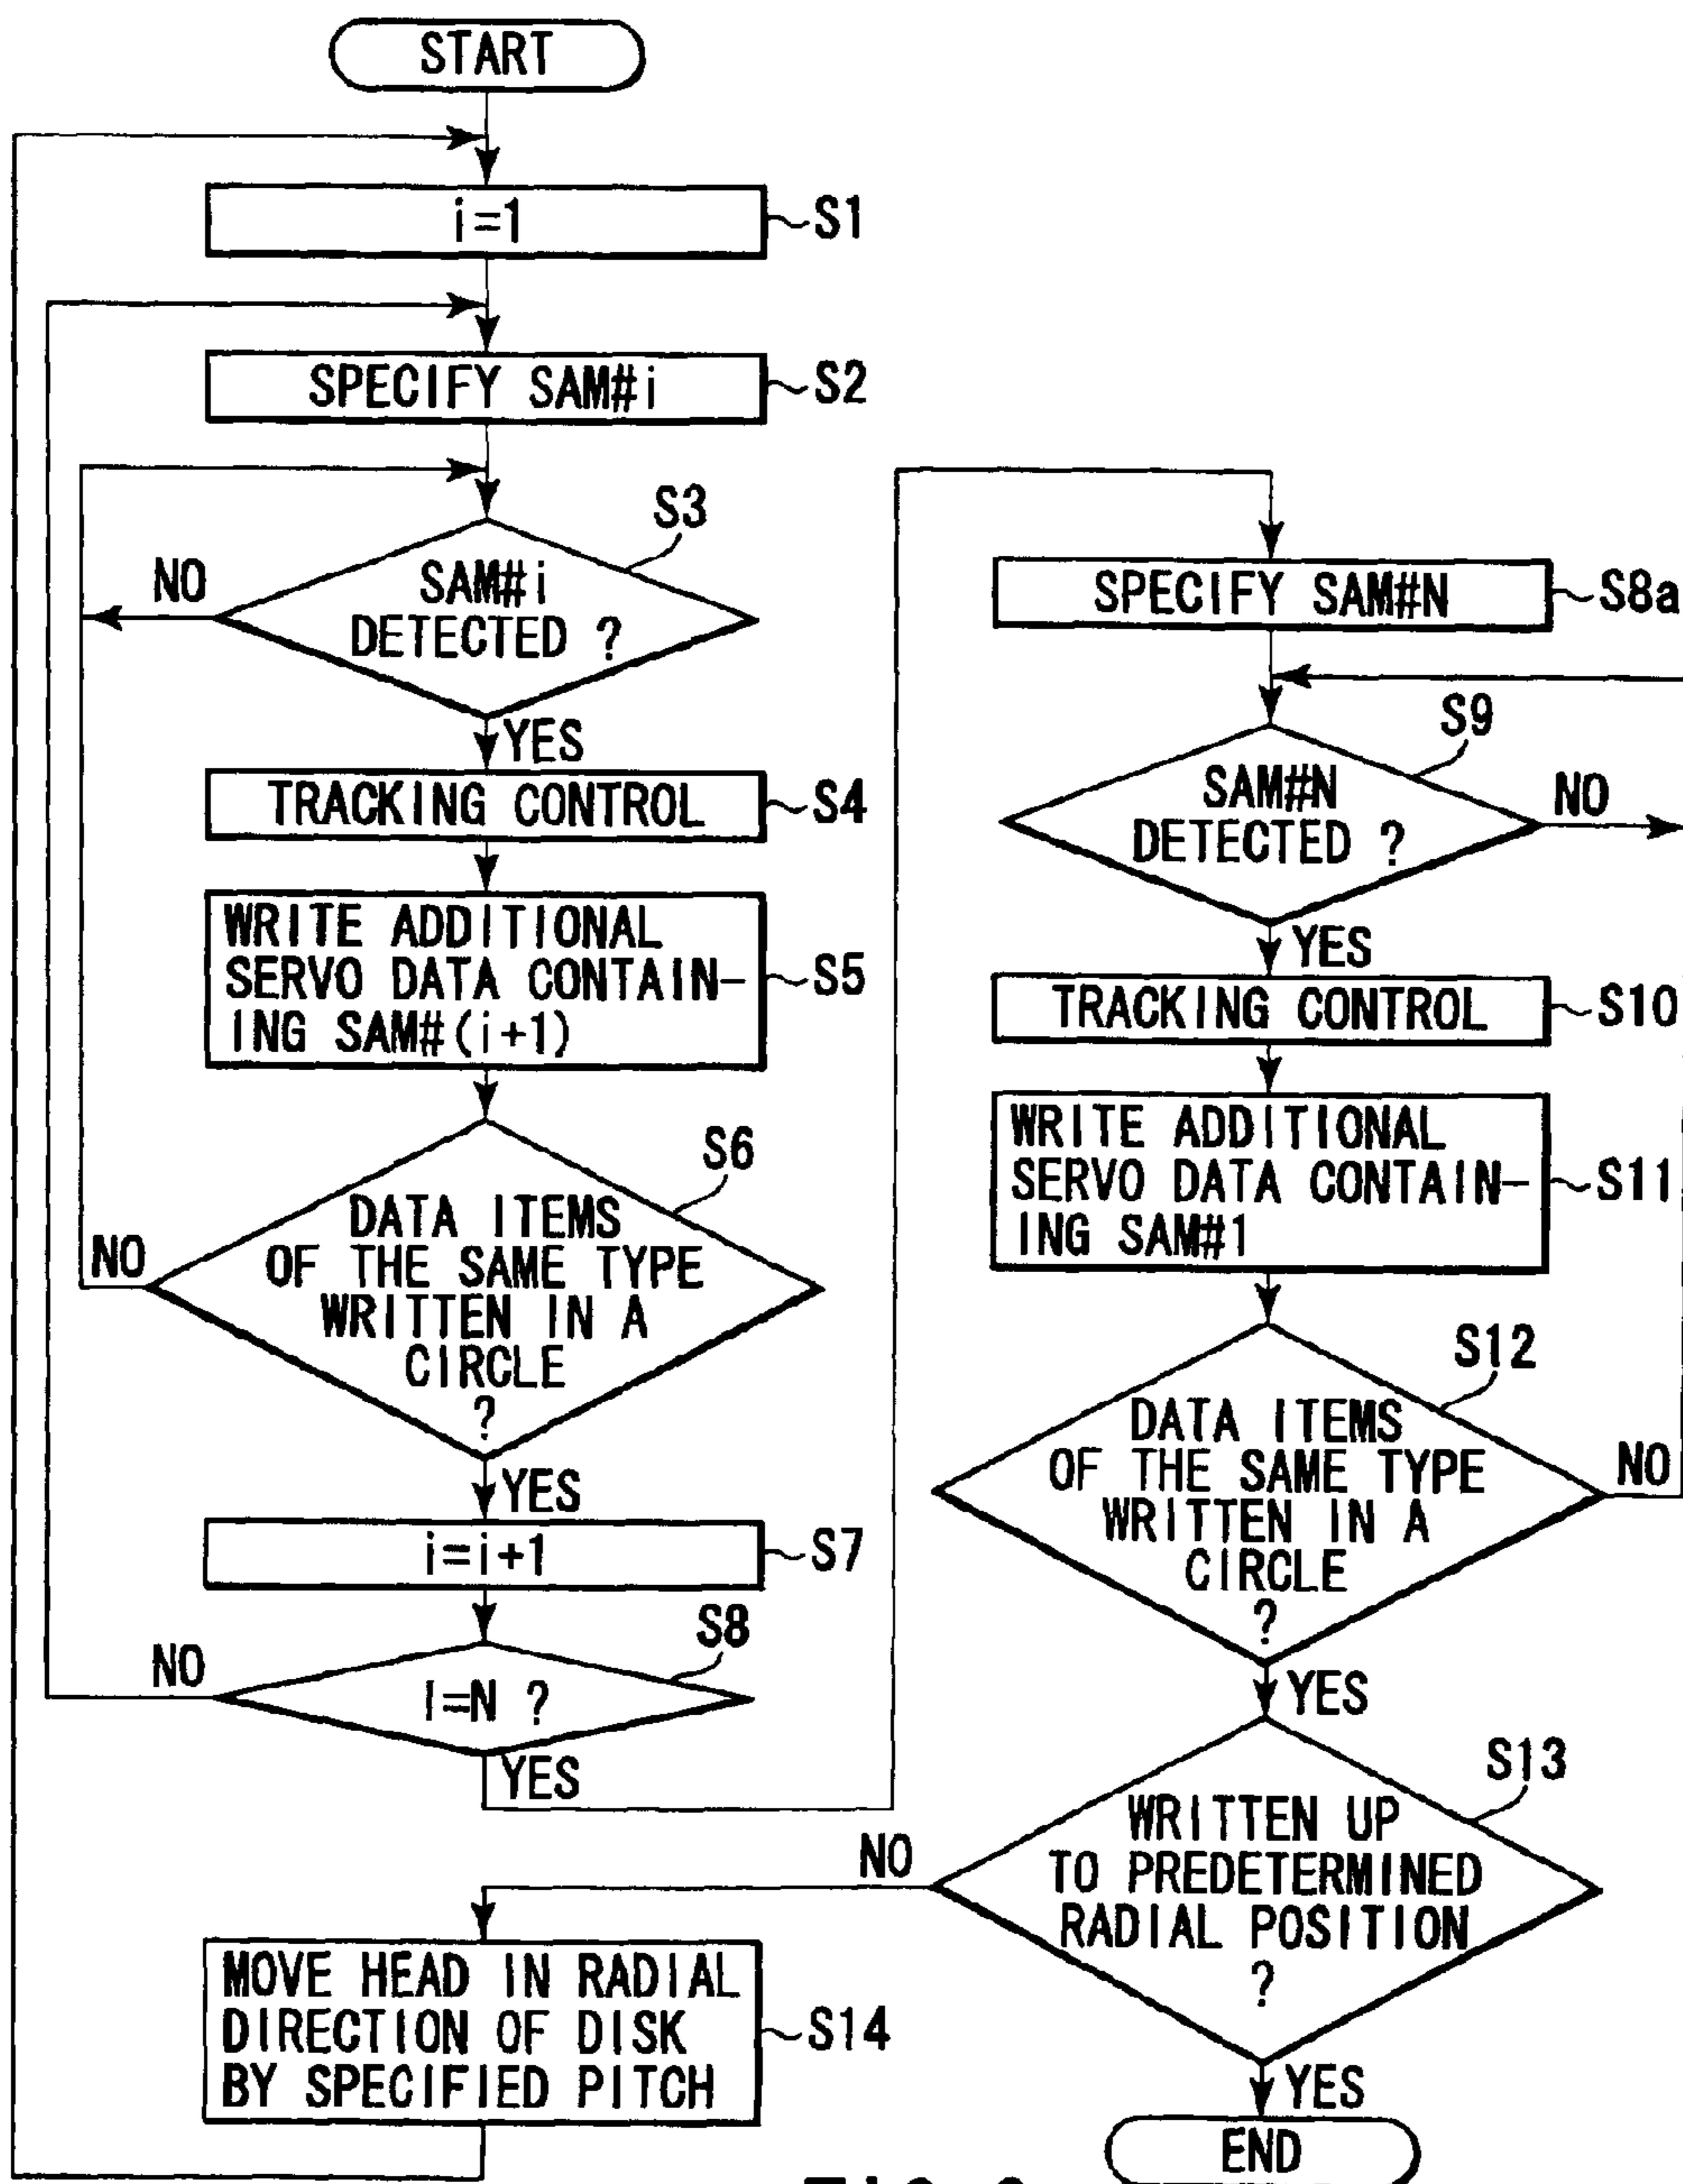 START
i=1
S1
SPECIFY SAM#i
S2
S3
SAM#i
DETECTED ?
NO
YES
TRACKING CONTROL
S4
WRITE ADDITIONAL
SERVO DATA CONTAIN-
ING SAM#(i+1)
S5
S6
DATA ITEMS
OF THE SAME TYPE
WRITTEN IN A
CIRCLE
?
NO
YES
i=i+1
S7
S8
I=N ?
NO
YES
SPECIFY SAM#N
S8a
S9
SAM#N
DETECTED ?
NO
YES
TRACKING CONTROL
S10
WRITE ADDITIONAL
SERVO DATA CONTAIN-
ING SAM#1
S11
S12
DATA ITEMS
OF THE SAME TYPE
WRITTEN IN A
CIRCLE
?
NO
YES
S13
WRITTEN UP
TO PREDETERMINED
RADIAL POSITION
?
NO
YES
MOVE HEAD IN RADIAL
DIRECTION OF DISK
BY SPECIFIED PITCH
S14
END